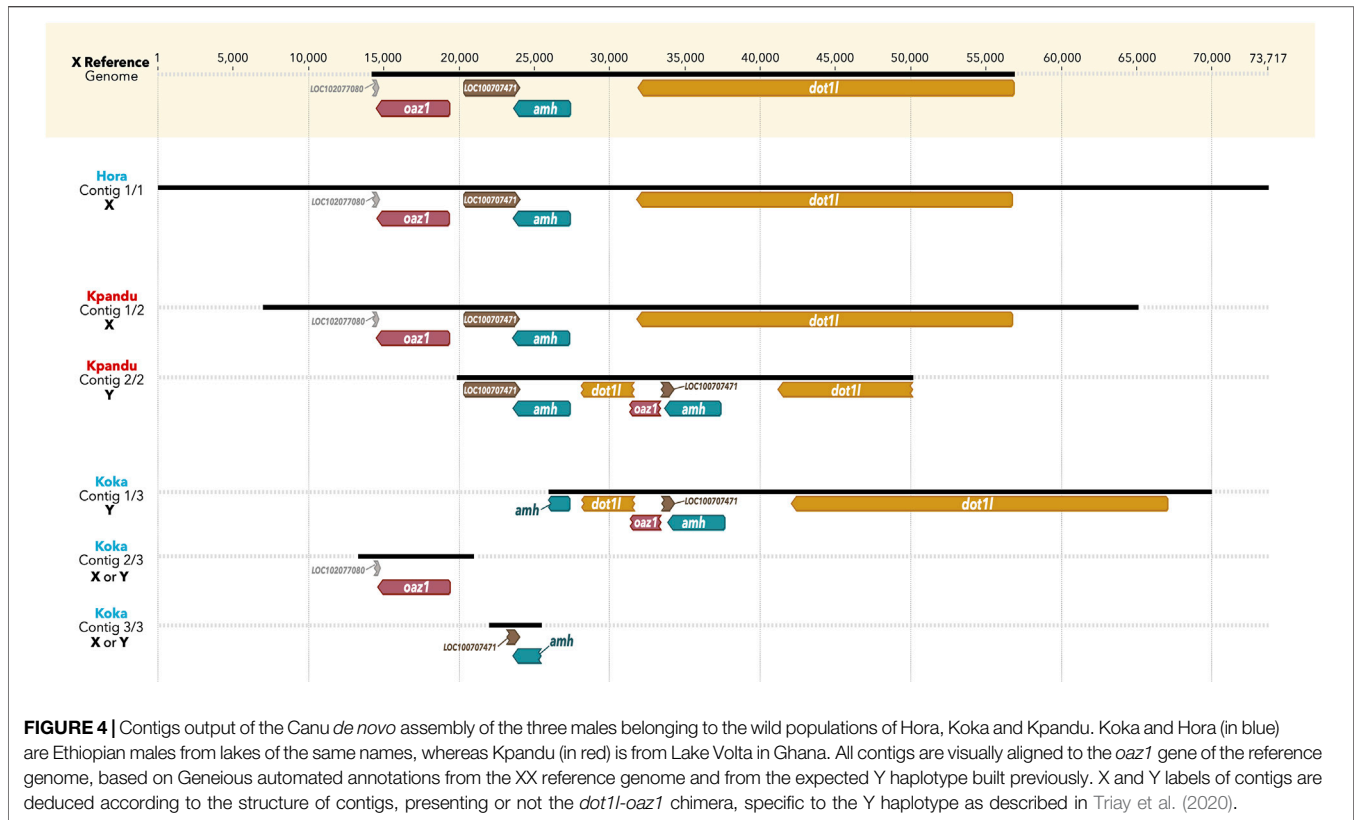 X Reference
Genome
1 5,000 10,000 15,000 20,000 25,000 30,000 35,000 40,000 45,000 50,000 55,000 60,000 65,000 70,000 73,717
LOC102077080 LOC100707471 dot1l
oaz1 amh
Hora
Contig 1/1
X
LOC102077080 LOC100707471 dot1l
oaz1 amh
Kpandu
Contig 1/2
X
LOC102077080 LOC100707471 dot1l
oaz1 amh
Kpandu
Contig 2/2
Y
LOC100707471 dot1l LOC100707471 dot1l
amh oaz1 amh
Koka
Contig 1/3
Y
amh dot1l LOC100707471 dot1l
oaz1 amh
Koka
Contig 2/3
X or Y
LOC102077080
oaz1
Koka
Contig 3/3
X or Y
LOC100707471 amh
FIGURE 4 | Contigs output of the Canu de novo assembly of the three males belonging to the wild populations of Hora, Koka and Kpandu. Koka and Hora (in blue)
are Ethiopian males from lakes of the same names, whereas Kpandu (in red) is from Lake Volta in Ghana. All contigs are visually aligned to the oaz1 gene of the reference
genome, based on Geneious automated annotations from the XX reference genome and from the expected Y haplotype built previously. X and Y labels of contigs are
deduced according to the structure of contigs, presenting or not the dot1l-oaz1 chimera, specific to the Y haplotype as described in Triay et al. (2020).